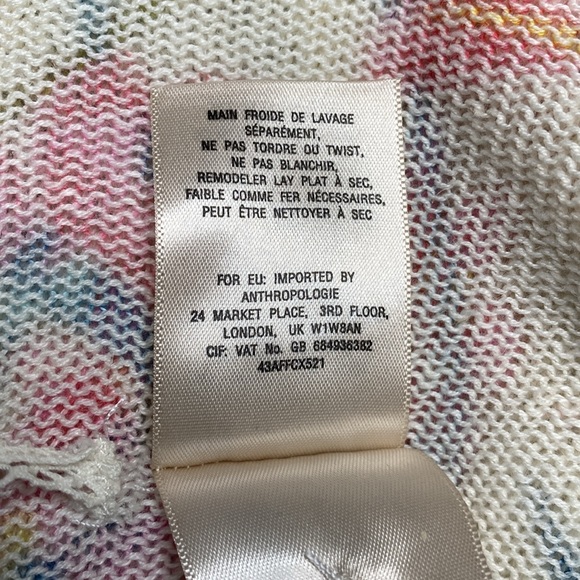 MAIN FROIDE DE LAVAGE
SÉPARÉMENT,
NE PAS TORDRE OU TWIST,
NE PAS BLANCHIR,
REMODELER LAY PLAT À SEC,
FAIBLE COMME FER NÉCESSAIRES,
PEUT ÊTRE NETTOYER À SEC
FOR EU: IMPORTED BY
ANTHROPOLOGIE
24 MARKET PLACE, 3RD FLOOR,
LONDON, UK W1W8AN
CIF: VAT No. GB 684936382
43AFFCX521